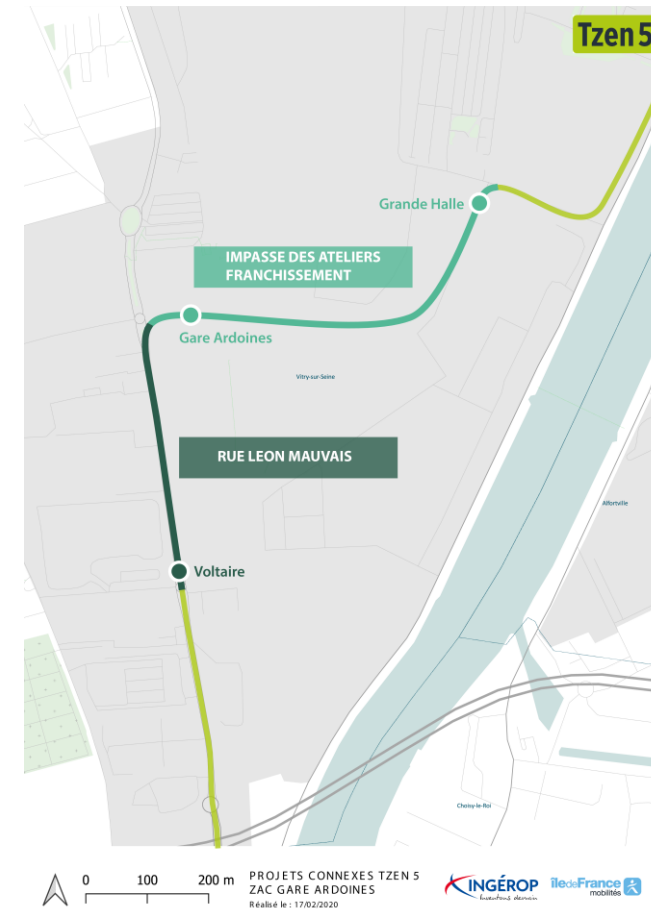 Tzen 5
Grande Halle
IMPASSE DES ATELIERS
FRANCHISSEMENT
Gare Ardoines
Vitry-sur-Seine
RUE LEON MAUVAIS
Alfortville
Voltaire
Choisy-le-Roi
0 100 200 m
PROJETS CONNEXES TZEN 5
ZAC GARE ARDOINES
Réalisé le : 17/02/2020
INGÉROP
Inventons demain
îledeFrance
mobilités